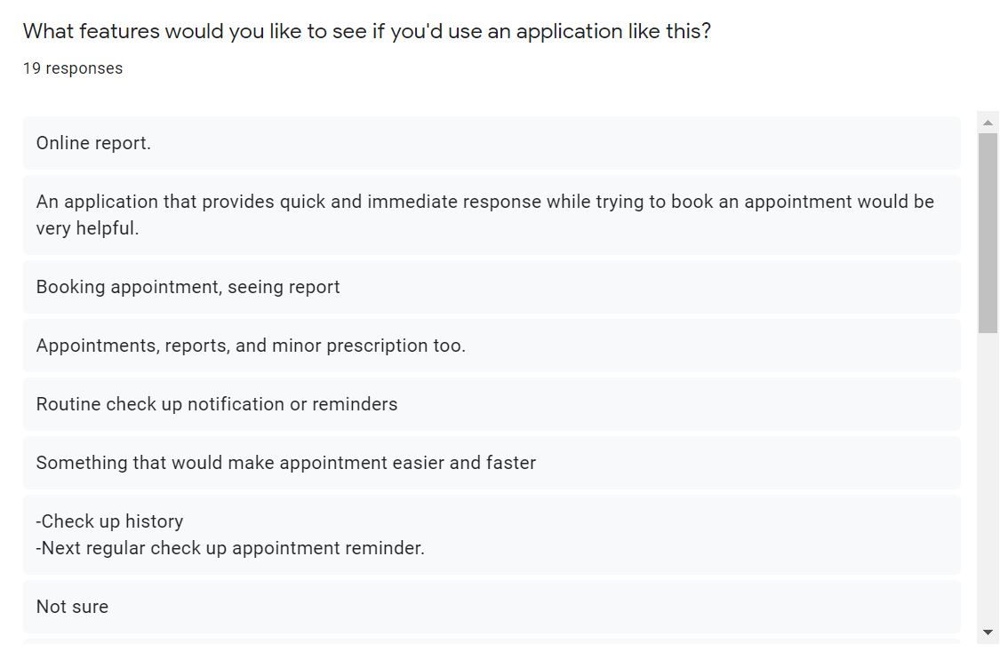 What features would you like to see if you'd use an application like this?
19 responses
Online report.
An application that provides quick and immediate response while trying to book an appointment would be
very helpful.
Booking appointment, seeing report
Appointments, reports, and minor prescription too.
Routine check up notification or reminders
Something that would make appointment easier and faster
-Check up history
-Next regular check up appointment reminder.
Not sure